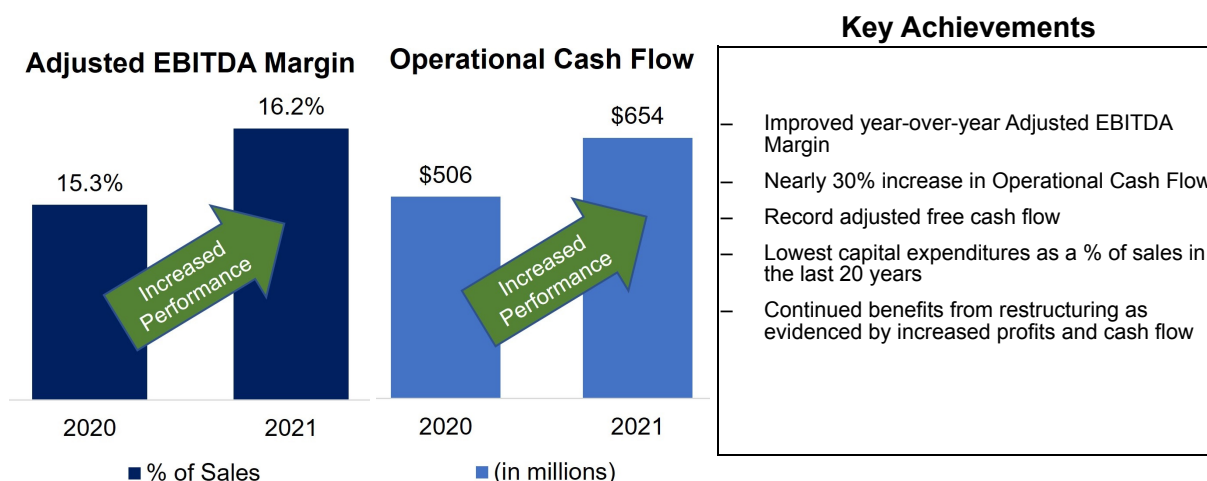 Adjusted EBITDA Margin
16.2%
15.3%
Increased
Performance
2020
2021
% of Sales
Operational Cash Flow
$654
$506
Increased
Performance
2020
2021
(in millions)
Key Achievements
– Improved year-over-year Adjusted EBITDA
Margin
– Nearly 30% increase in Operational Cash Flow
– Record adjusted free cash flow
– Lowest capital expenditures as a % of sales in
the last 20 years
– Continued benefits from restructuring as
evidenced by increased profits and cash flow